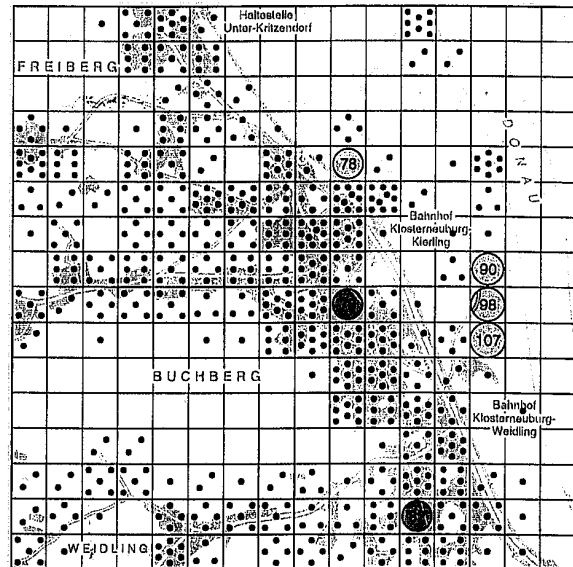 Haltestelle
Unter-Kritzendorf
FREIBERG
DONAU
78
Bahnhof
Klosterneuburg-
Kierling
90
98
107
BUCHBERG
Bahnhof
Klosterneuburg-
Weidling
WEIDLING